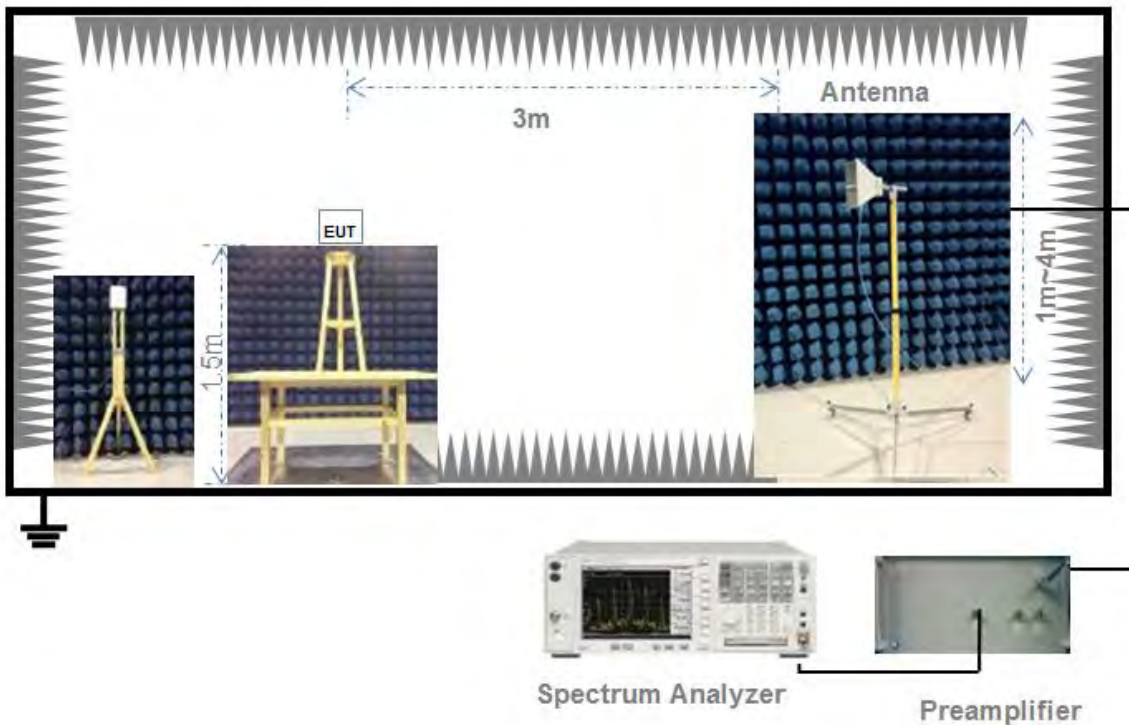 Antenna
3m
EUT
1.5m
1m~4m
Spectrum Analyzer
Preamplifier